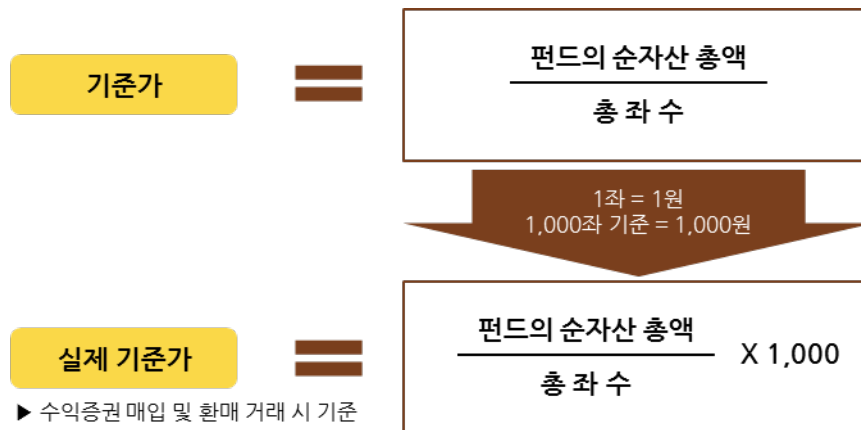 기준가
펀드의 순자산 총액
총 좌 수
1좌 = 1원
1,000좌 기준 = 1,000원
실제 기준가
펀드의 순자산 총액
총 좌 수
X 1,000
▶ 수익증권 매입 및 환매 거래 시 기준